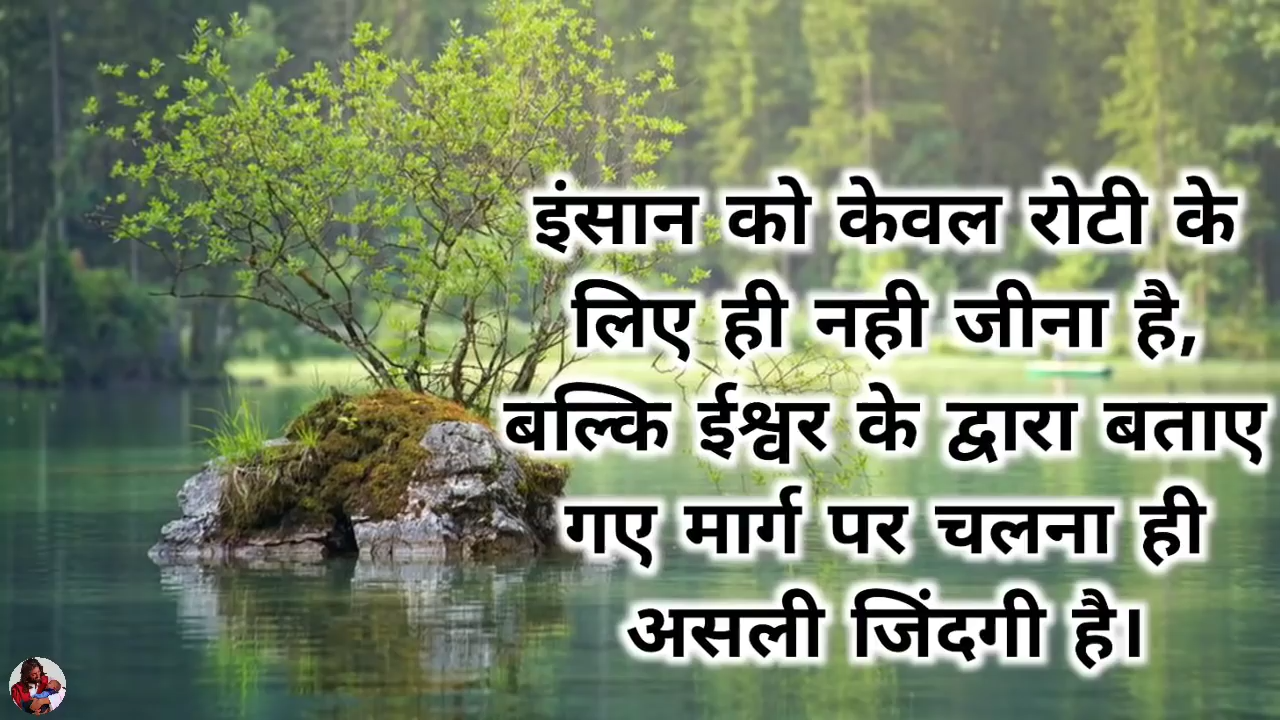 इंसान को केवल रोटी के
लिए ही नही जीना है,
बल्कि ईश्वर के द्वारा बताए
गए मार्ग पर चलना ही
असली जिंदगी है।